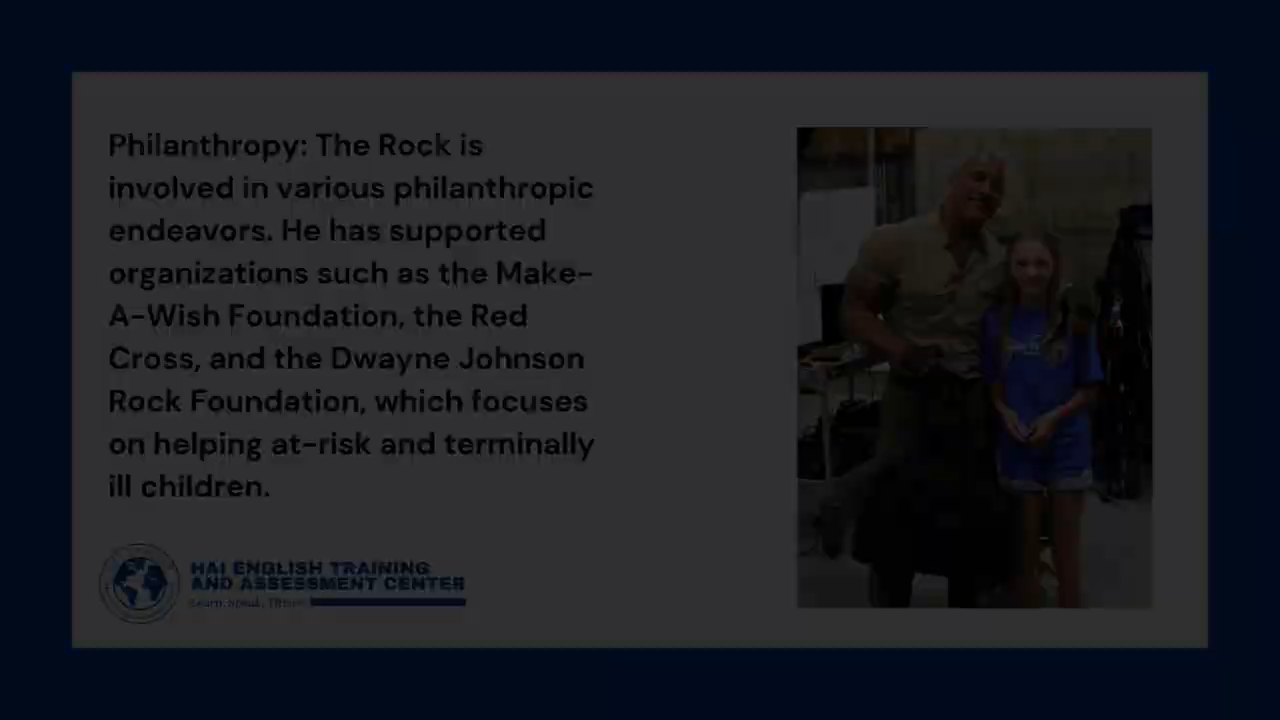 Philanthropy: The Rock is
involved in various philanthropic
endeavors. He has supported
organizations such as the Make-
A-Wish Foundation, the Red
Cross, and the Dwayne Johnson
Rock Foundation, which focuses
on helping at-risk and terminally
ill children.
HAI ENGLISH TRAINING
AND ASSESSMENT CENTER
Learn, Speak,